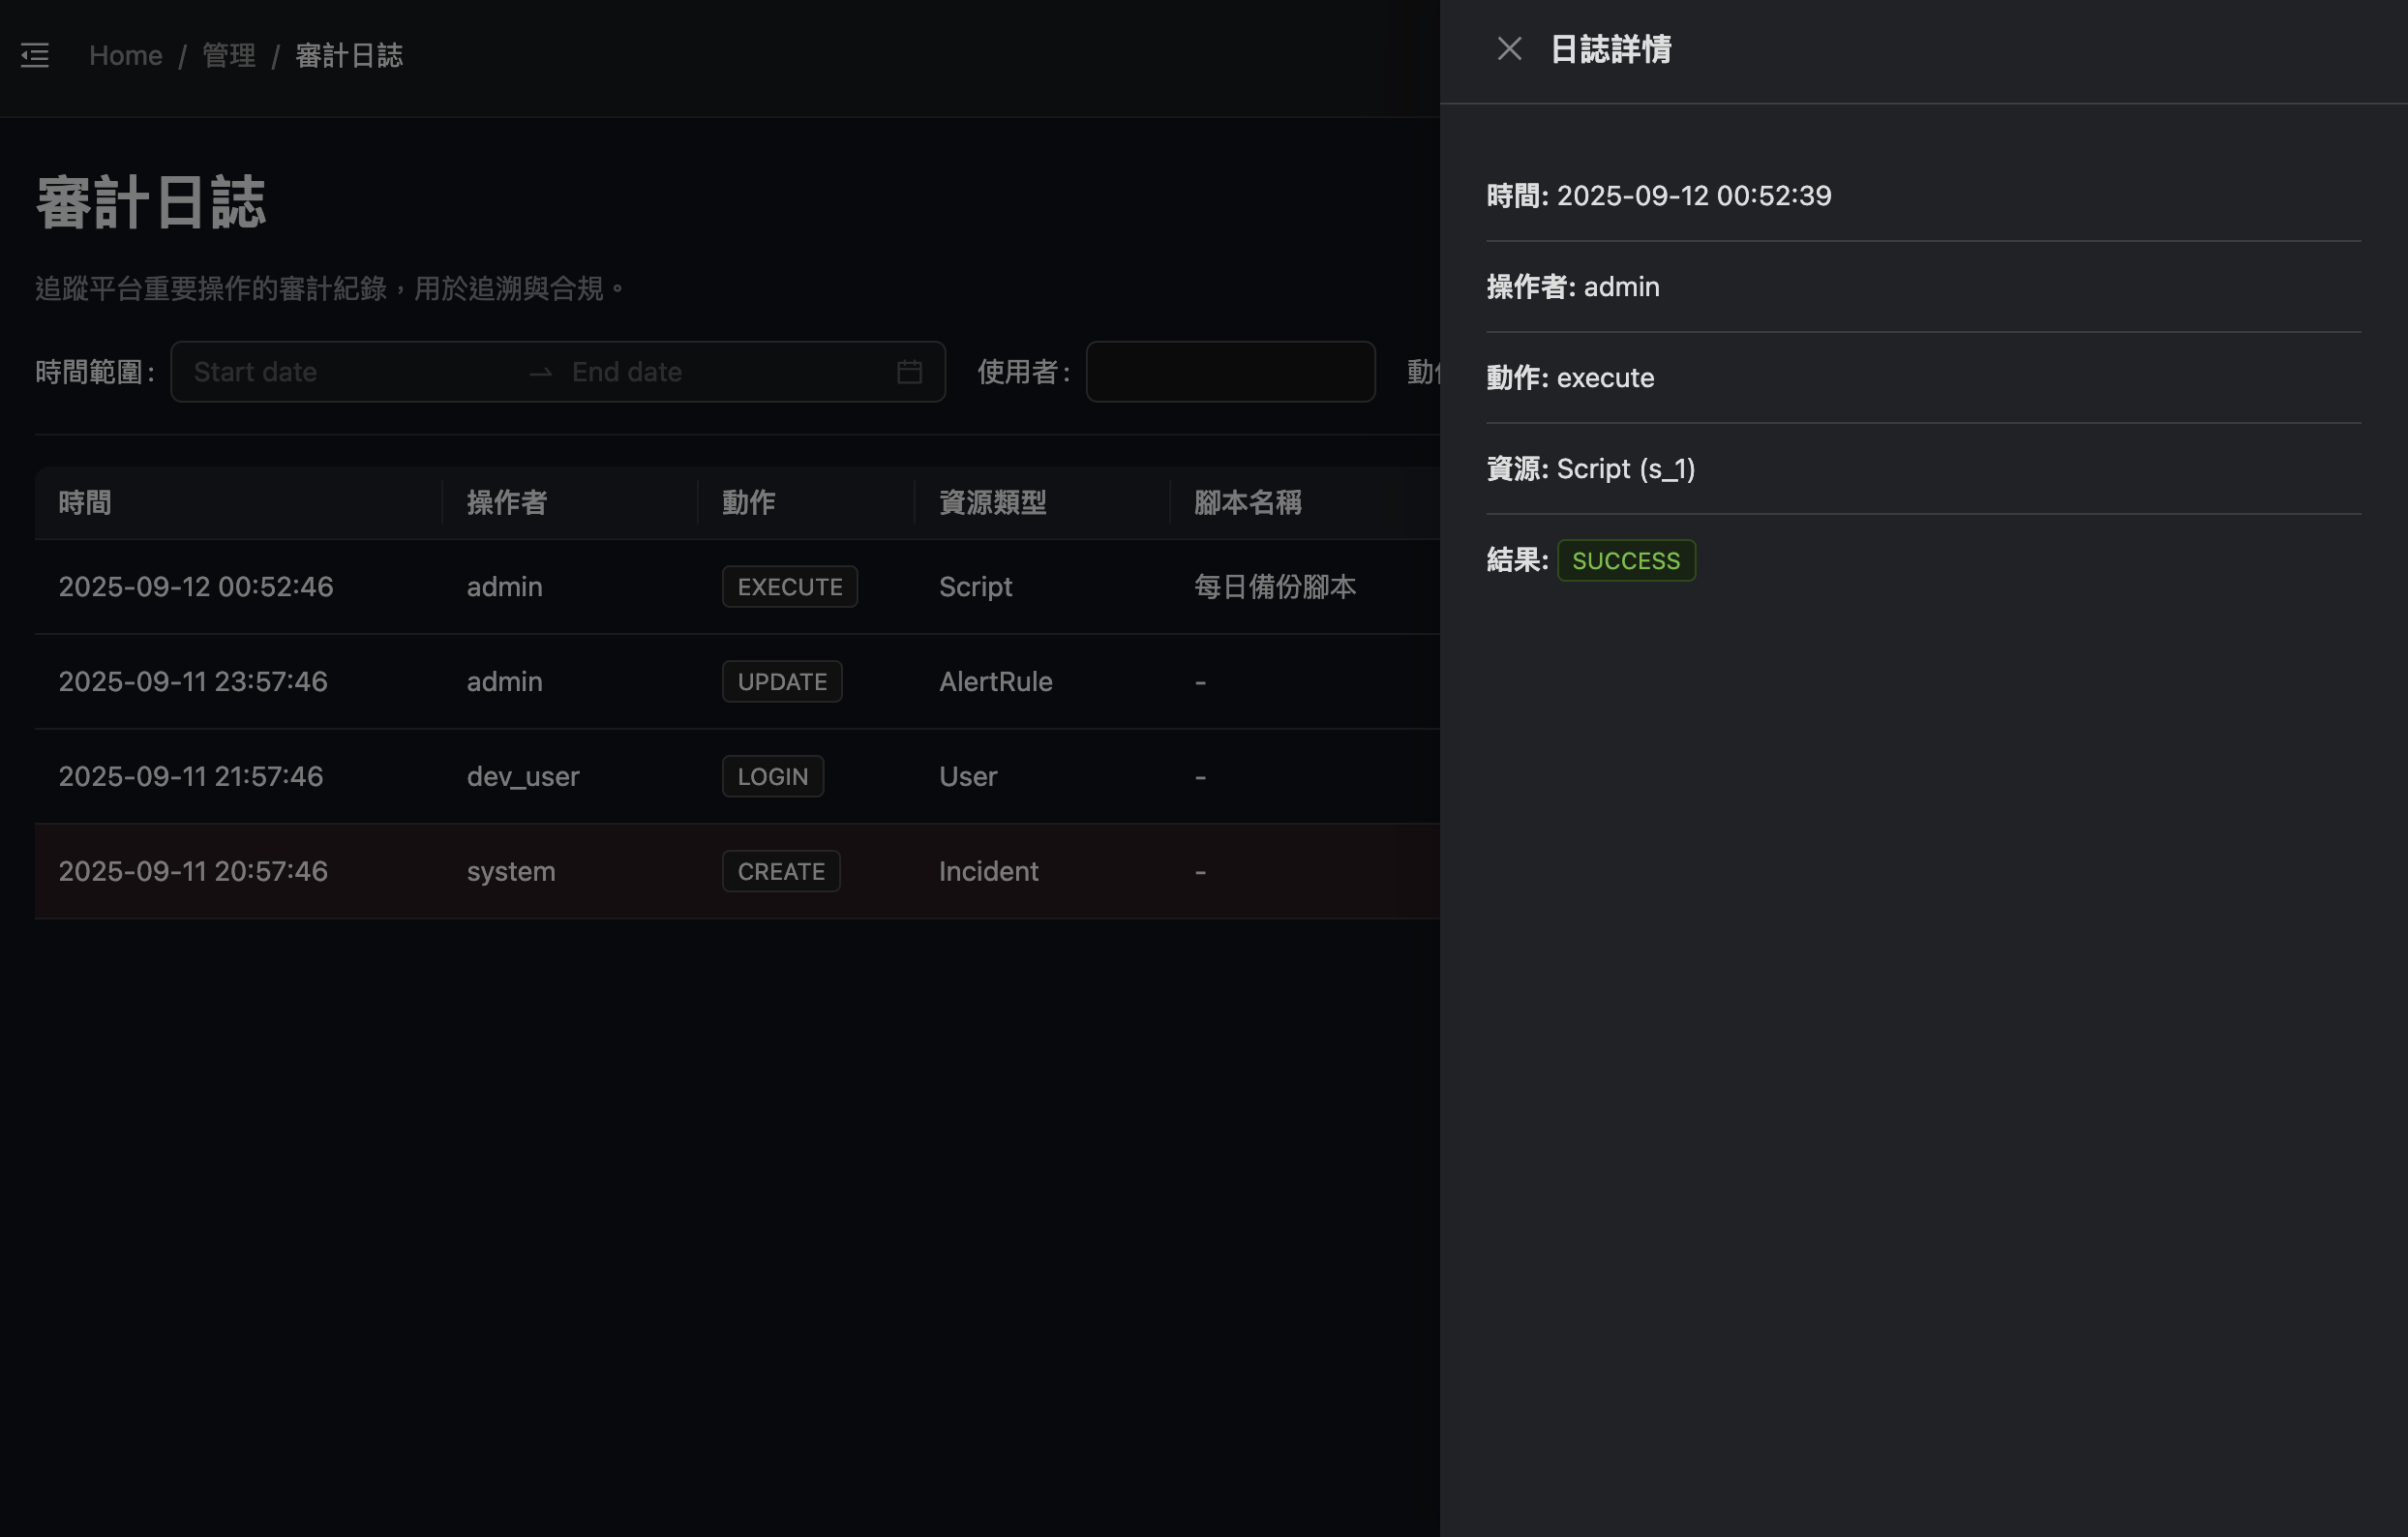 Home / 管理 / 審計日誌
審計日誌
追蹤平台重要操作的審計紀錄，用於追溯與合規。
時間範圍: Start date → End date 使用者: 動
時間 操作者 動作 資源類型 腳本名稱
2025-09-12 00:52:46 admin EXECUTE Script 每日備份腳本
2025-09-11 23:57:46 admin UPDATE AlertRule -
2025-09-11 21:57:46 dev_user LOGIN User -
2025-09-11 20:57:46 system CREATE Incident -
日誌詳情
時間: 2025-09-12 00:52:39
操作者: admin
動作: execute
資源: Script (s_1)
結果: SUCCESS